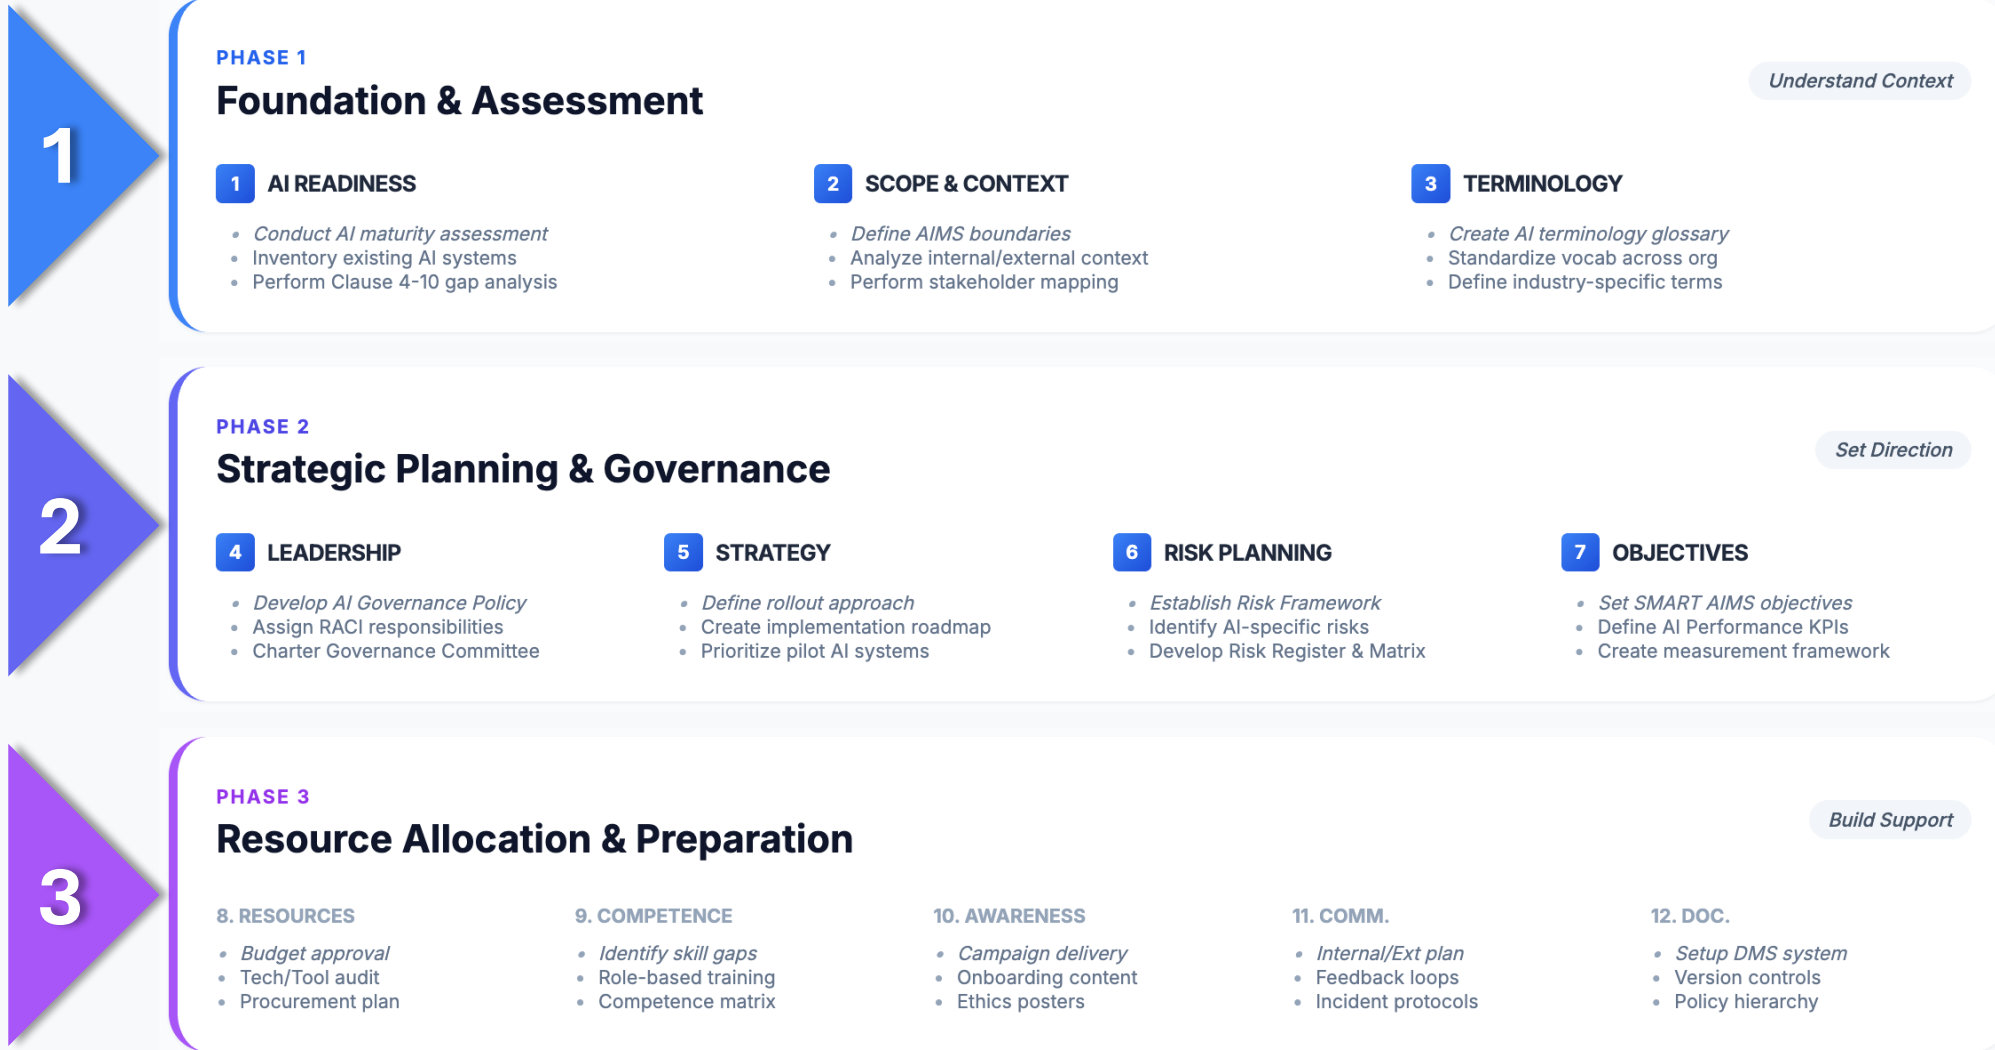 1
PHASE 1
Foundation & Assessment
Understand Context
1 AI READINESS
• Conduct AI maturity assessment
• Inventory existing AI systems
• Perform Clause 4-10 gap analysis
2 SCOPE & CONTEXT
• Define AIMS boundaries
• Analyze internal/external context
• Perform stakeholder mapping
3 TERMINOLOGY
• Create AI terminology glossary
• Standardize vocab across org
• Define industry-specific terms
2
PHASE 2
Strategic Planning & Governance
Set Direction
4 LEADERSHIP
• Develop AI Governance Policy
• Assign RACI responsibilities
• Charter Governance Committee
5 STRATEGY
• Define rollout approach
• Create implementation roadmap
• Prioritize pilot AI systems
6 RISK PLANNING
• Establish Risk Framework
• Identify AI-specific risks
• Develop Risk Register & Matrix
7 OBJECTIVES
• Set SMART AIMS objectives
• Define AI Performance KPIs
• Create measurement framework
3
PHASE 3
Resource Allocation & Preparation
Build Support
8. RESOURCES
• Budget approval
• Tech/Tool audit
• Procurement plan
9. COMPETENCE
• Identify skill gaps
• Role-based training
• Competence matrix
10. AWARENESS
• Campaign delivery
• Onboarding content
• Ethics posters
11. COMM.
• Internal/Ext plan
• Feedback loops
• Incident protocols
12. DOC.
• Setup DMS system
• Version controls
• Policy hierarchy